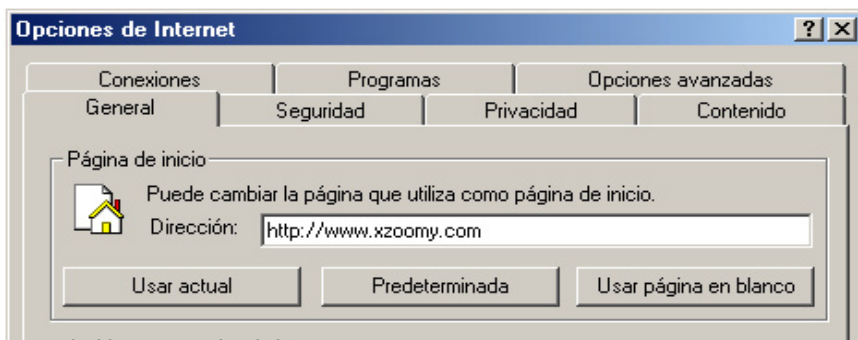 Opciones de Internet
Conexiones Programas Opciones avanzadas
General Seguridad Privacidad Contenido
Página de inicio
Puede cambiar la página que utiliza como página de inicio.
Dirección: http://www.xzoomy.com
Usar actual Predeterminada Usar página en blanco